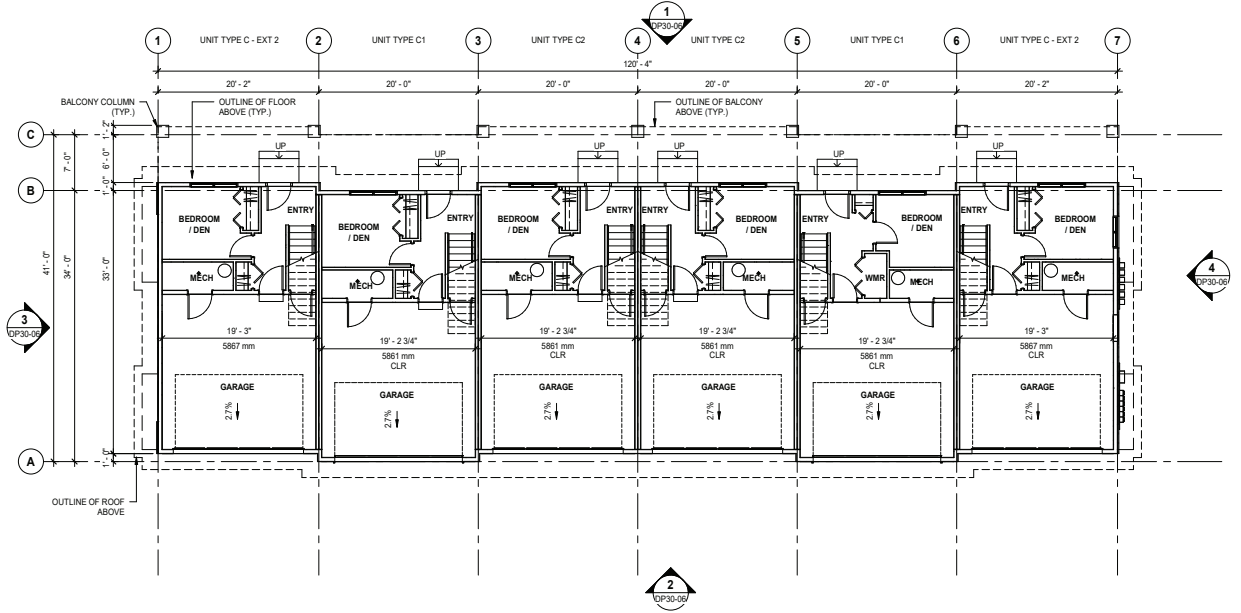 1
DP30-06
1
UNIT TYPE C - EXT 2
2
UNIT TYPE C1
3
UNIT TYPE C2
4
UNIT TYPE C2
5
UNIT TYPE C1
6
UNIT TYPE C - EXT 2
7
120' - 4"
20' - 2"
20' - 0"
20' - 0"
20' - 0"
20' - 0"
20' - 2"
BALCONY COLUMN
(TYP.)
OUTLINE OF FLOOR
ABOVE (TYP.)
OUTLINE OF BALCONY
ABOVE (TYP.)
C
1' - 2"
7' - 0"
6' - 0"
UP
UP
UP
UP
UP
UP
B
1' - 0"
BEDROOM
/ DEN
ENTRY
BEDROOM
/ DEN
ENTRY
BEDROOM
/ DEN
ENTRY
ENTRY
BEDROOM
/ DEN
ENTRY
BEDROOM
/ DEN
ENTRY
BEDROOM
/ DEN
41' - 0"
34' - 0"
33' - 0"
MECH
MECH
MECH
MECH
WMR
MECH
MECH
4
DP30-06
3
DP30-06
19' - 3"
5867 mm
19' - 2 3/4"
5861 mm
CLR
19' - 2 3/4"
5861 mm
CLR
19' - 2 3/4"
5861 mm
CLR
19' - 2 3/4"
5861 mm
CLR
19' - 3"
5867 mm
GARAGE
2.7%
GARAGE
2.7%
GARAGE
2.7%
GARAGE
2.7%
GARAGE
2.7%
GARAGE
2.7%
A
1' - 0"
OUTLINE OF ROOF
ABOVE
2
DP30-06